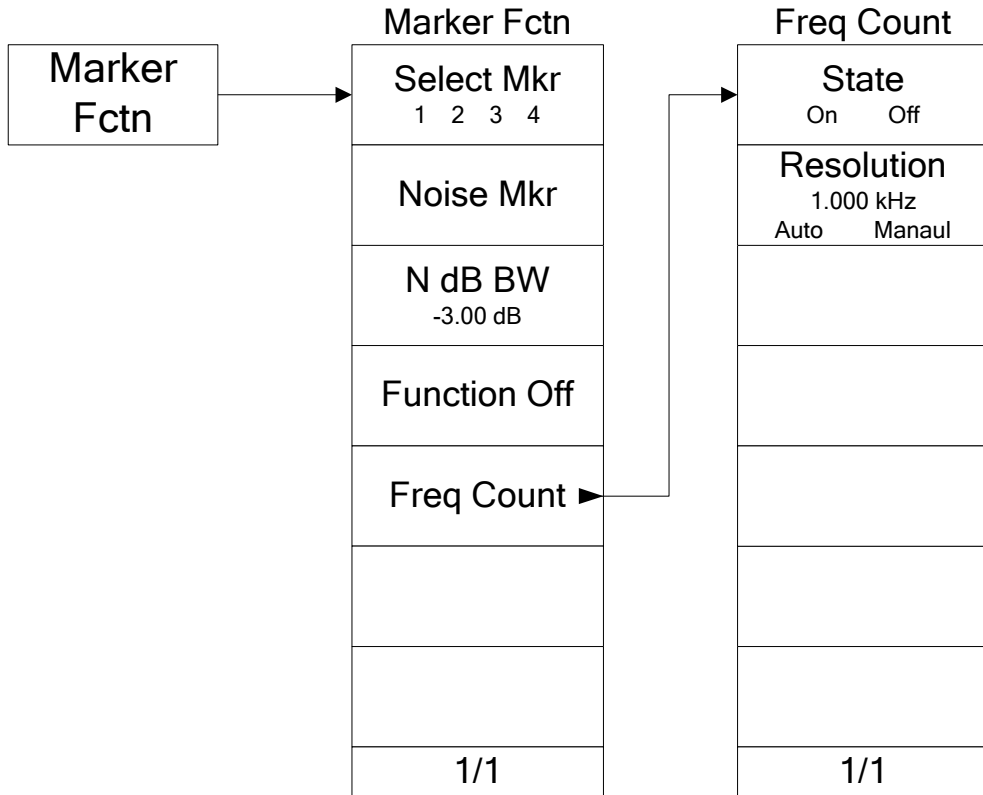 Marker
Fctn
Marker Fctn
Select Mkr
1 2 3 4
Noise Mkr
N dB BW
-3.00 dB
Function Off
Freq Count
1/1
Freq Count
State
On Off
Resolution
1.000 kHz
Auto Manaul
1/1